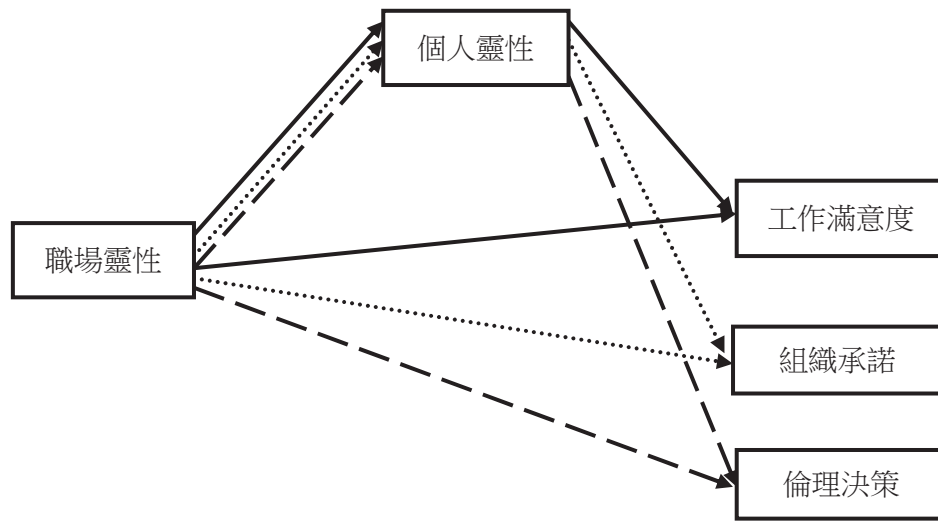 個人靈性
工作滿意度
職場靈性
組織承諾
倫理決策